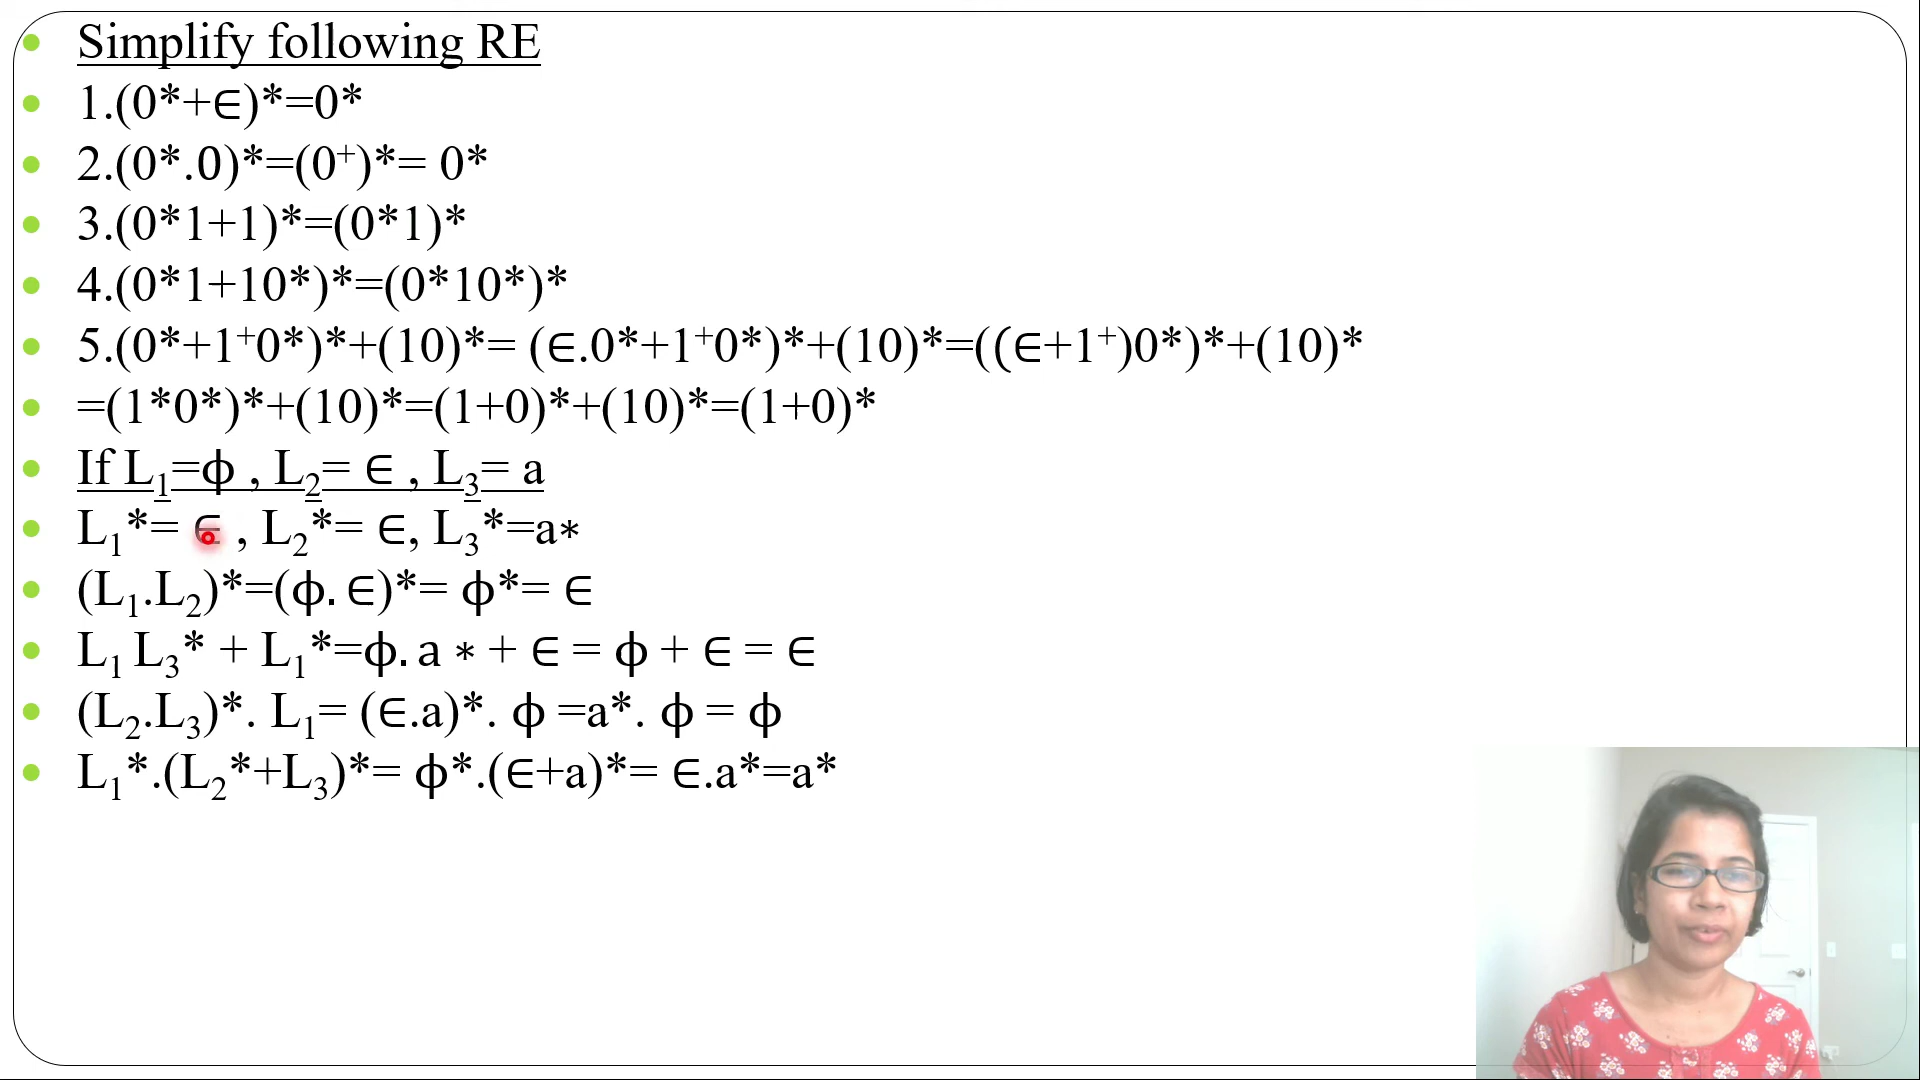 Simplify following RE
1.(0*+∈)*=0*
2.(0*.0)*=(0⁺)*= 0*
3.(0*1+1)*=(0*1)*
4.(0*1+10*)*=(0*10*)*
5.(0*+1⁺0*)*+(10)*= (∈.0*+1⁺0*)*+(10)*=((∈+1⁺)0*)*+(10)*
=(1*0*)*+(10)*=(1+0)*+(10)*=(1+0)*
If L₁=ϕ , L₂= ∈ , L₃= a
L₁*= ∈ , L₂*= ∈, L₃*=a∗
(L₁.L₂)*=(ϕ. ∈)*= ϕ*= ∈
L₁ L₃* + L₁*=ϕ. a ∗ + ∈ = ϕ + ∈ = ∈
(L₂.L₃)*. L₁= (∈.a)*. ϕ =a*. ϕ = ϕ
L₁*.(L₂*+L₃)*= ϕ*.(∈+a)*= ∈.a*=a*